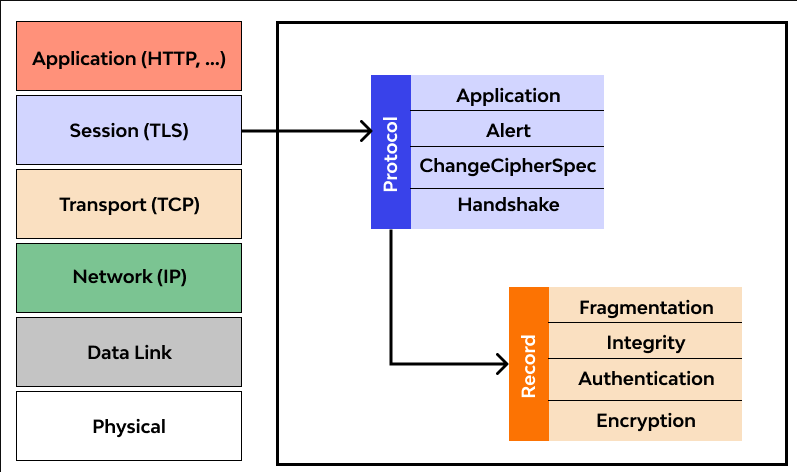 Application (HTTP, ...)
Session (TLS)
Transport (TCP)
Network (IP)
Data Link
Physical
Protocol
Application
Alert
ChangeCipherSpec
Handshake
Record
Fragmentation
Integrity
Authentication
Encryption